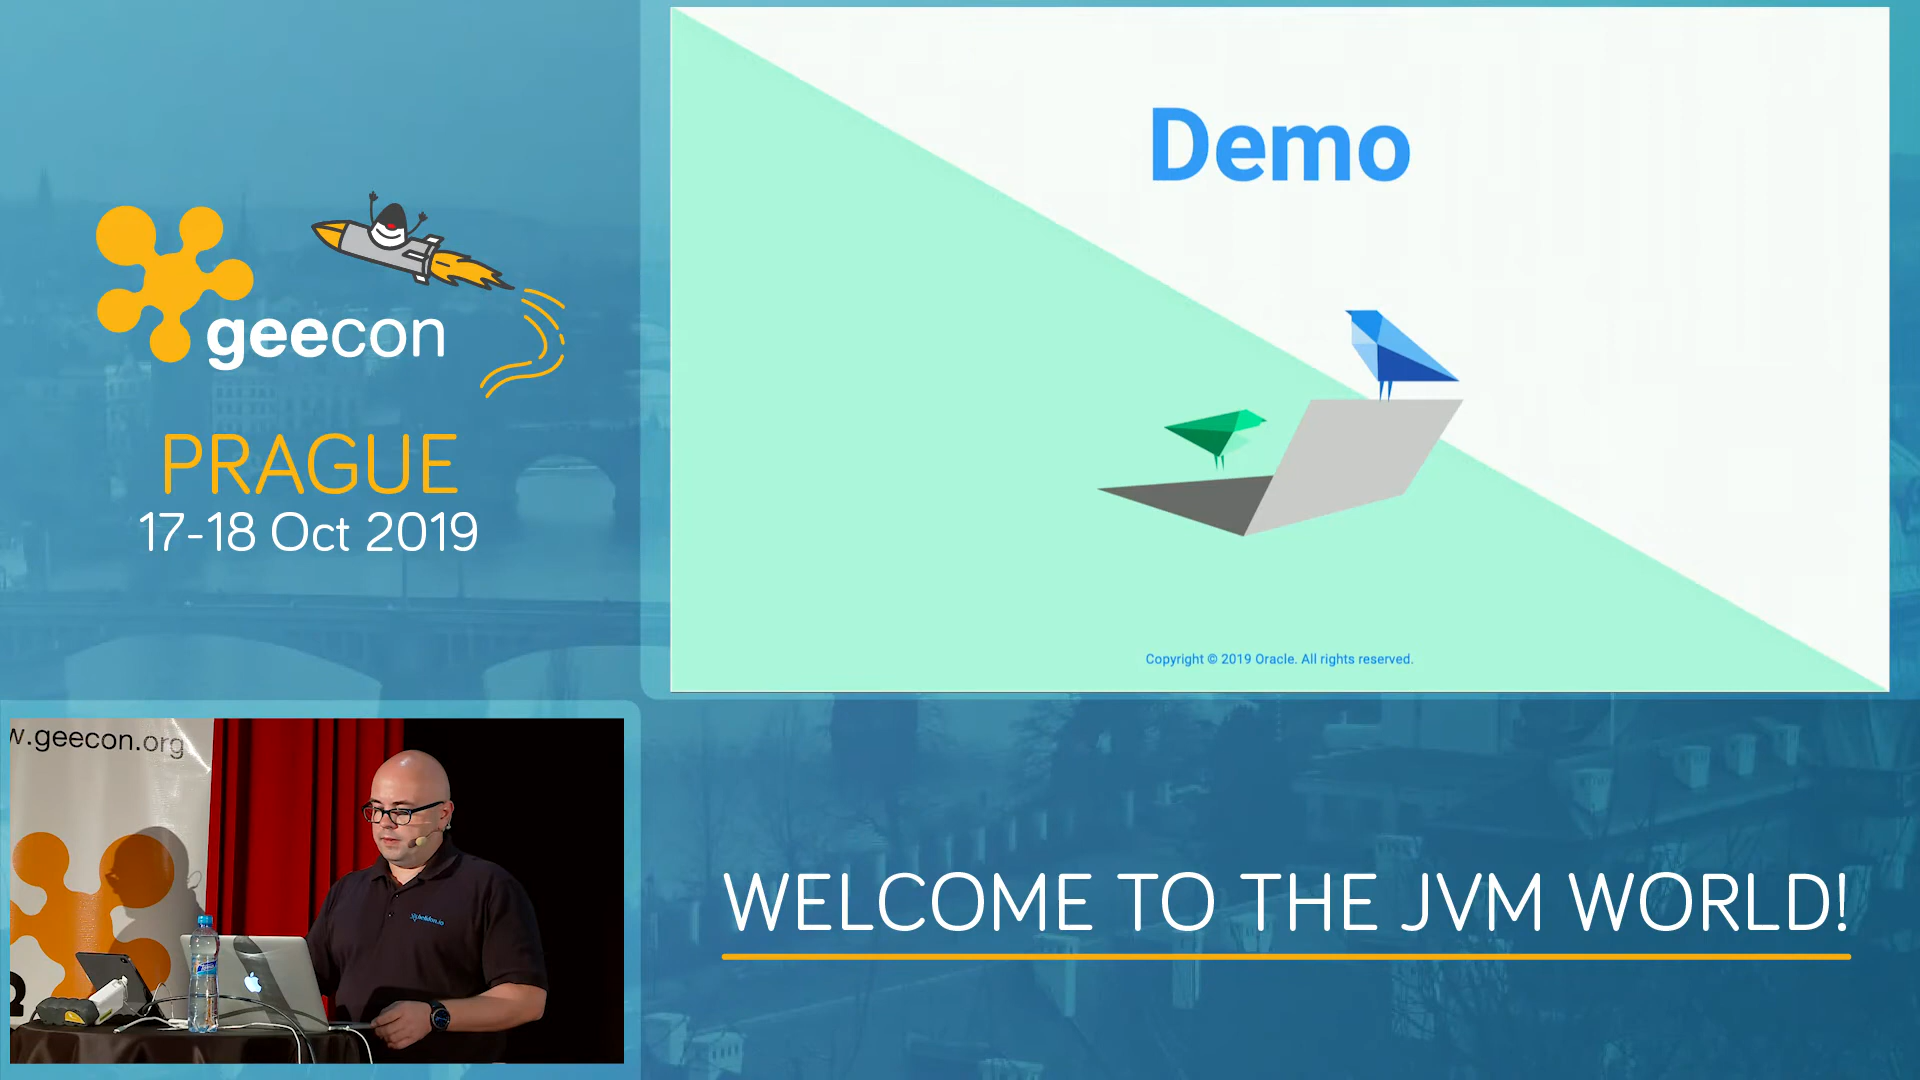 geecon
PRAGUE
17-18 Oct 2019
Demo
Copyright © 2019 Oracle. All rights reserved.
w.geecon.org
WELCOME TO THE JVM WORLD!